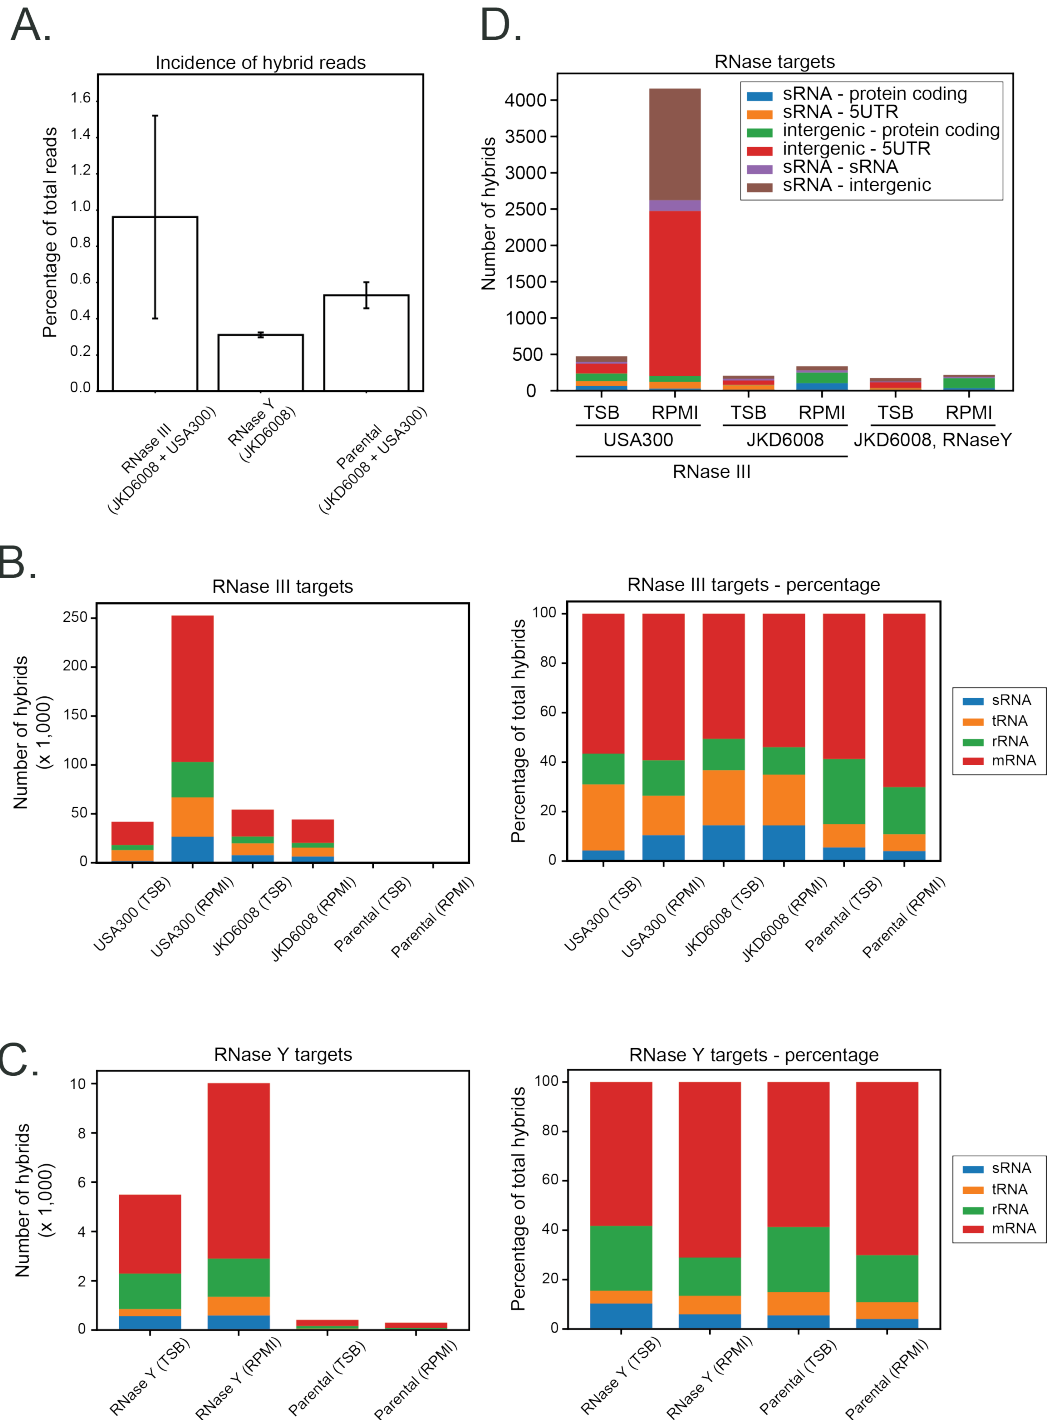 A.
Incidence of hybrid reads
Percentage of total reads
1.6
1.4
1.2
1.0
0.8
0.6
0.4
0.2
0.0
RNase III
(JKD6008 + USA300)
RNase Y
(JKD6008)
Parental
(JKD6008 + USA300)
D.
RNase targets
Number of hybrids
4000
3500
3000
2500
2000
1500
1000
500
0
sRNA - protein coding
sRNA - 5UTR
intergenic - protein coding
intergenic - 5UTR
sRNA - sRNA
sRNA - intergenic
TSB RPMI TSB RPMI TSB RPMI
USA300 JKD6008 JKD6008, RNaseY
RNase III
B.
RNase III targets
Number of hybrids
(x 1,000)
250
200
150
100
50
0
USA300 (TSB)
USA300 (RPMI)
JKD6008 (TSB)
JKD6008 (RPMI)
Parental (TSB)
Parental (RPMI)
RNase III targets - percentage
Percentage of total hybrids
100
80
60
40
20
0
USA300 (TSB)
USA300 (RPMI)
JKD6008 (TSB)
JKD6008 (RPMI)
Parental (TSB)
Parental (RPMI)
sRNA
tRNA
rRNA
mRNA
C.
RNase Y targets
Number of hybrids
(x 1,000)
10
8
6
4
2
0
RNase Y (TSB)
RNase Y (RPMI)
Parental (TSB)
Parental (RPMI)
RNase Y targets - percentage
Percentage of total hybrids
100
80
60
40
20
0
RNase Y (TSB)
RNase Y (RPMI)
Parental (TSB)
Parental (RPMI)
sRNA
tRNA
rRNA
mRNA